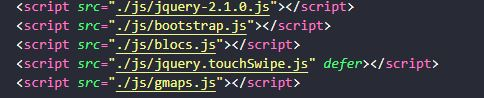 <script src="./js/jquery-2.1.0.js"></script>
<script src="./js/bootstrap.js"></script>
<script src="./js/blocs.js"></script>
<script src="./js/jquery.touchSwipe.js" defer></script>
<script src="./js/gmaps.js"></script>